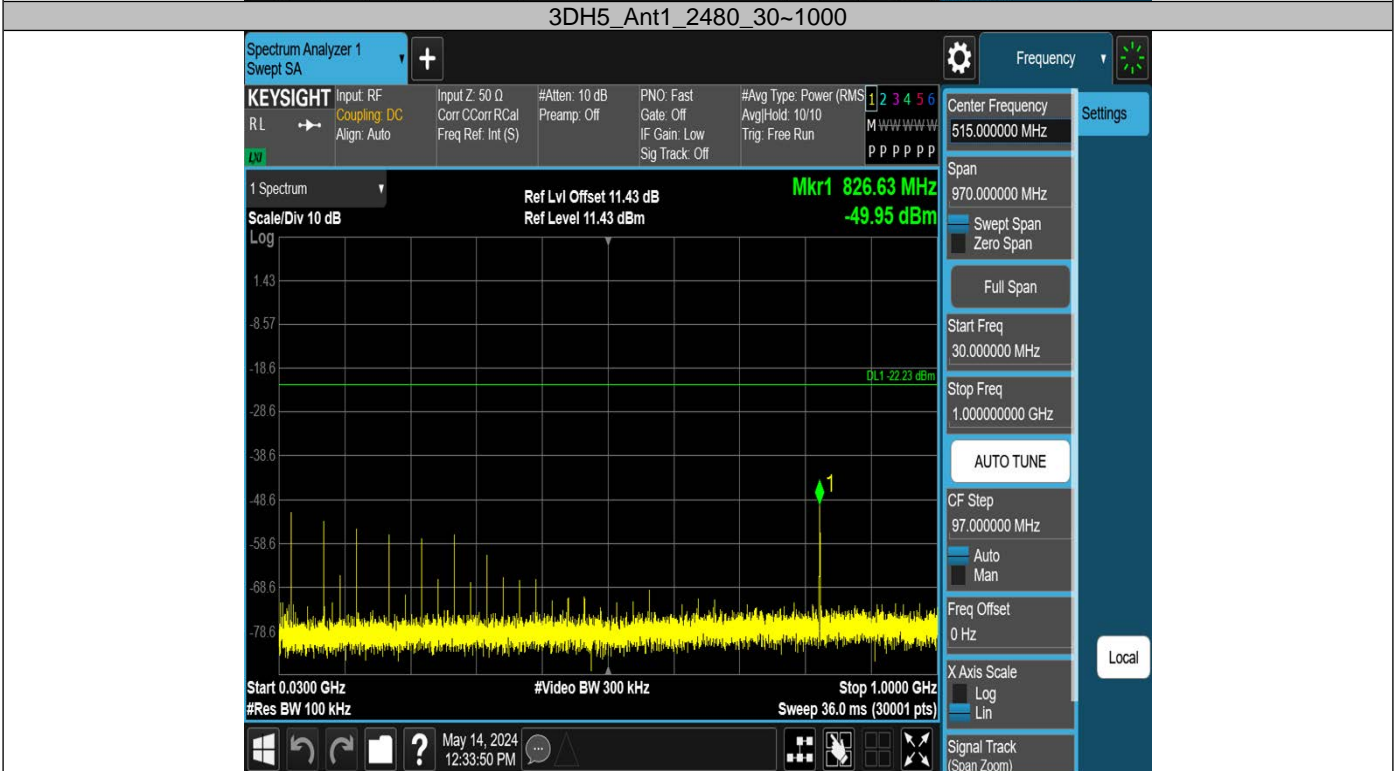 3DH5_Ant1_2480_30~1000
Spectrum Analyzer 1
Swept SA
+
Frequency
KEYSIGHT
RL
LXI
Input: RF
Coupling: DC
Align: Auto
Input Z: 50 Ω
Corr CCorr RCal
Freq Ref: Int (S)
#Atten: 10 dB
Preamp: Off
PNO: Fast
Gate: Off
IF Gain: Low
Sig Track: Off
#Avg Type: Power (RMS
Avg|Hold: 10/10
Trig: Free Run
1 2 3 4 5 6
M W W W W W
P P P P P P
1 Spectrum
Scale/Div 10 dB
Log
Ref Lvl Offset 11.43 dB
Ref Level 11.43 dBm
Mkr1 826.63 MHz
-49.95 dBm
1.43
-8.57
-18.6
DL1 -22.23 dBm
-28.6
-38.6
1
-48.6
-58.6
-68.6
-78.6
Start 0.0300 GHz
#Res BW 100 kHz
#Video BW 300 kHz
Stop 1.0000 GHz
Sweep 36.0 ms (30001 pts)
Center Frequency
515.000000 MHz
Settings
Span
970.000000 MHz
Swept Span
Zero Span
Full Span
Start Freq
30.000000 MHz
Stop Freq
1.000000000 GHz
AUTO TUNE
CF Step
97.000000 MHz
Auto
Man
Freq Offset
0 Hz
X Axis Scale
Log
Lin
Local
Signal Track
(Span Zoom)
?
May 14, 2024
12:33:50 PM